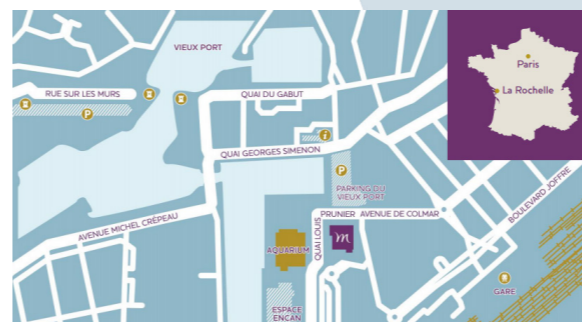 VIEUX PORT
Paris
La Rochelle
RUE SUR LES MURS
QUAI DU GABUT
P
i
QUAI GEORGES SIMENON
P
PARKING DU
VIEUX PORT
BOULEVARD JOFFRE
AVENUE MICHEL CRÉPEAU
QUAI LOUIS
PRUNIER
AVENUE DE COLMAR
m
AQUARIUM
GARE
ESPACE
ENCAN